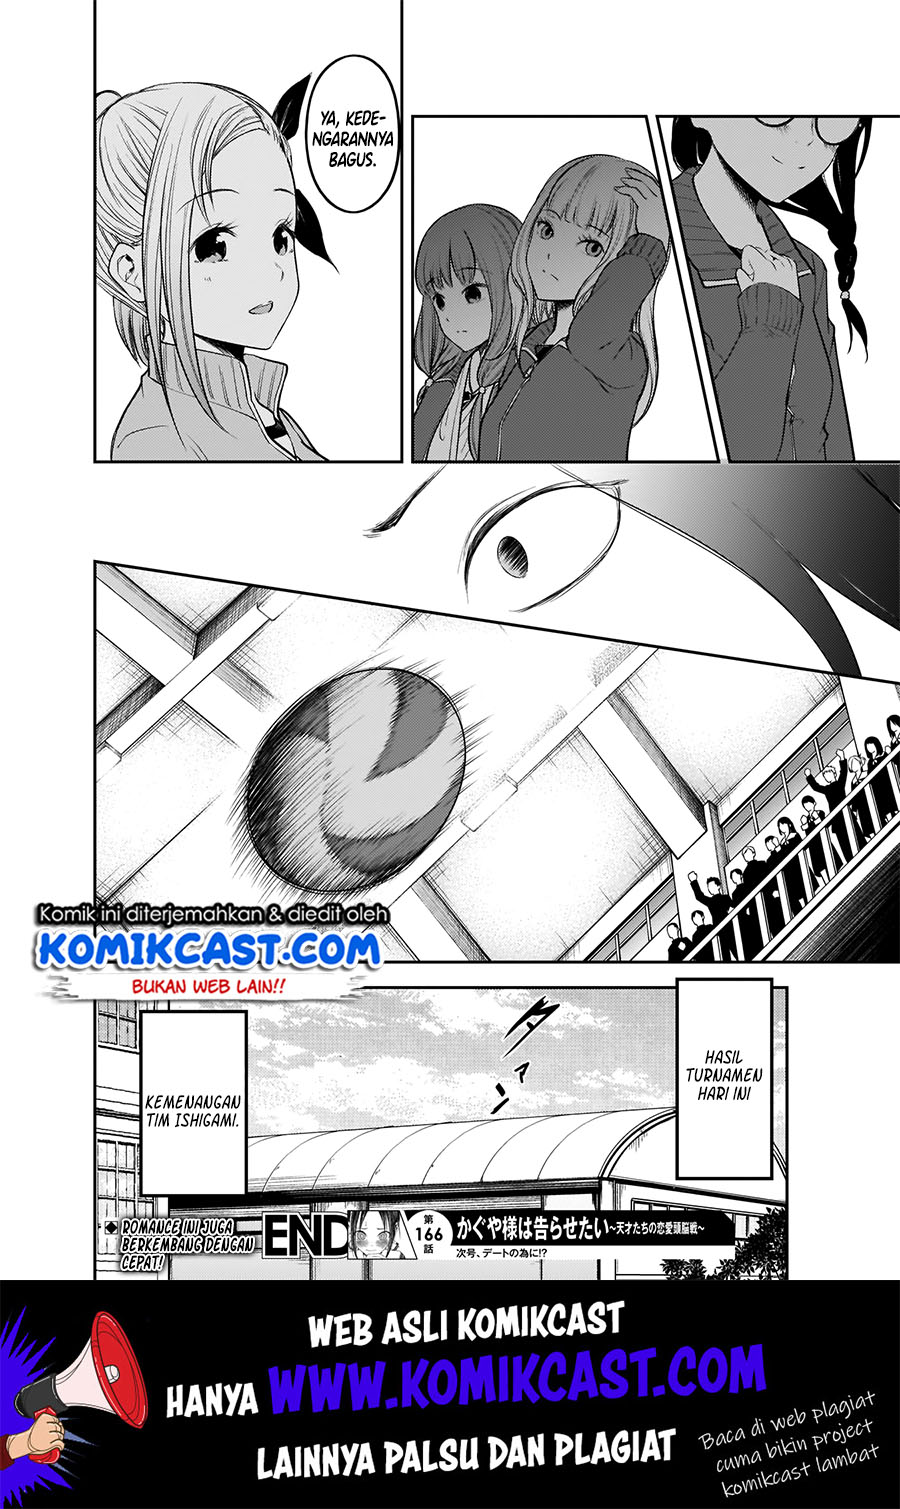 YA, KEDE-
NGARANNYA
BAGUS.
Komik ini diterjemahkan & diedit oleh
KOMIKCAST.COM
BUKAN WEB LAIN!!
HASIL
TURNAMEN
HARI INI
KEMENANGAN
TIM ISHIGAMI.
ROMANCE INI JUGA
BERKEMBANG DENGAN
CEPAT!
END
第
166
話
かぐや様は告らせたい～天才たちの恋愛頭脳戦～
次号、デートの為に!?
WEB ASLI KOMIKCAST
HANYA WWW.KOMIKCAST.COM
LAINNYA PALSU DAN PLAGIAT
Baca di web plagiat
cuma bikin project
komikcast lambat